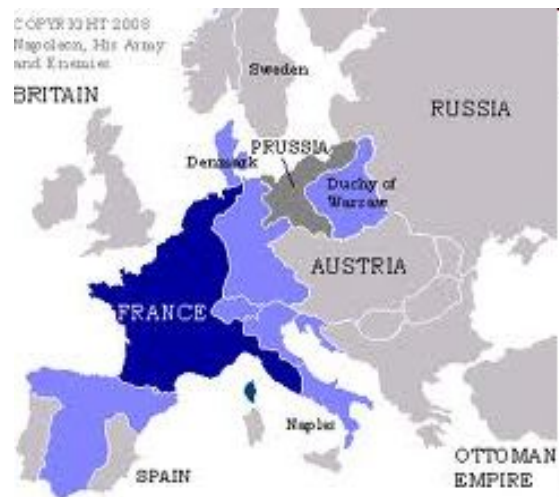 COPYRIGHT 2008
Napoleon, His Army
and Enemies
BRITAIN
Sweden
RUSSIA
PRUSSIA
Denmark
Duchy of
Warsaw
AUSTRIA
FRANCE
Naples
SPAIN
OTTOMAN
EMPIRE